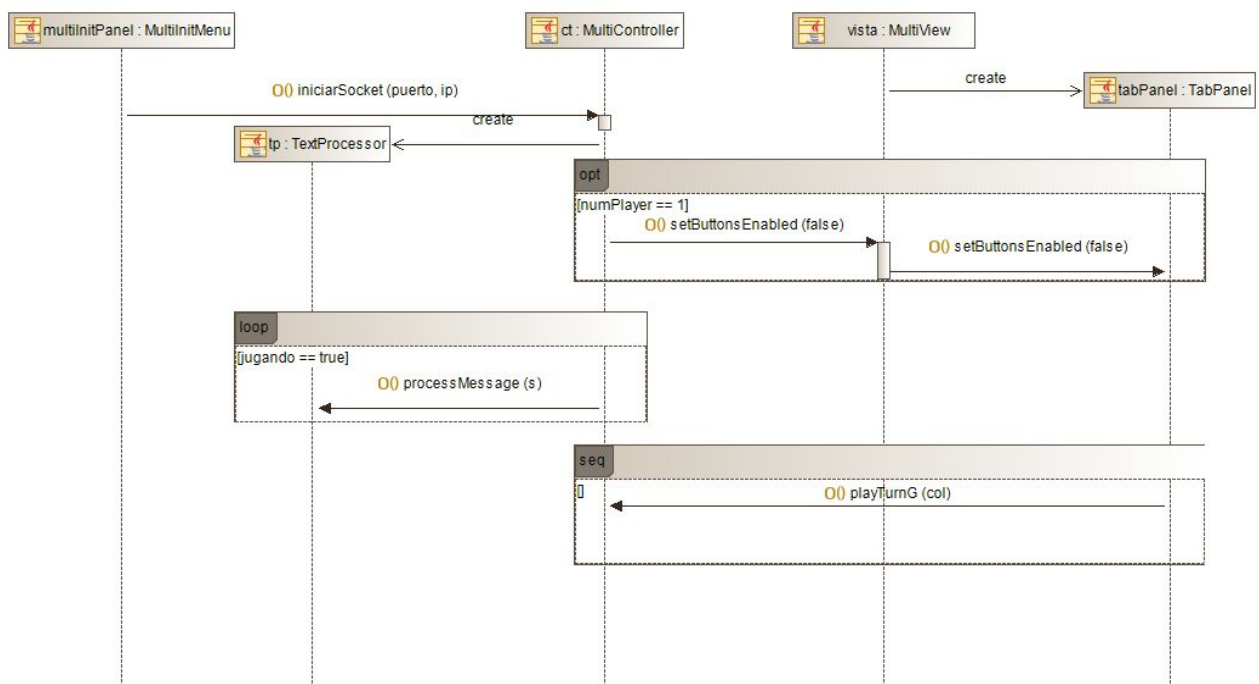 multiInitPanel : MultiInitMenu
ct : MultiController
vista : MultiView
create
tabPanel : TabPanel
O() iniciarSocket (puerto, ip)
create
tp : TextProcessor
opt
[numPlayer == 1]
O() setButtonsEnabled (false)
O() setButtonsEnabled (false)
loop
[jugando == true]
O() processMessage (s)
seq
[]
O() playTurnG (col)